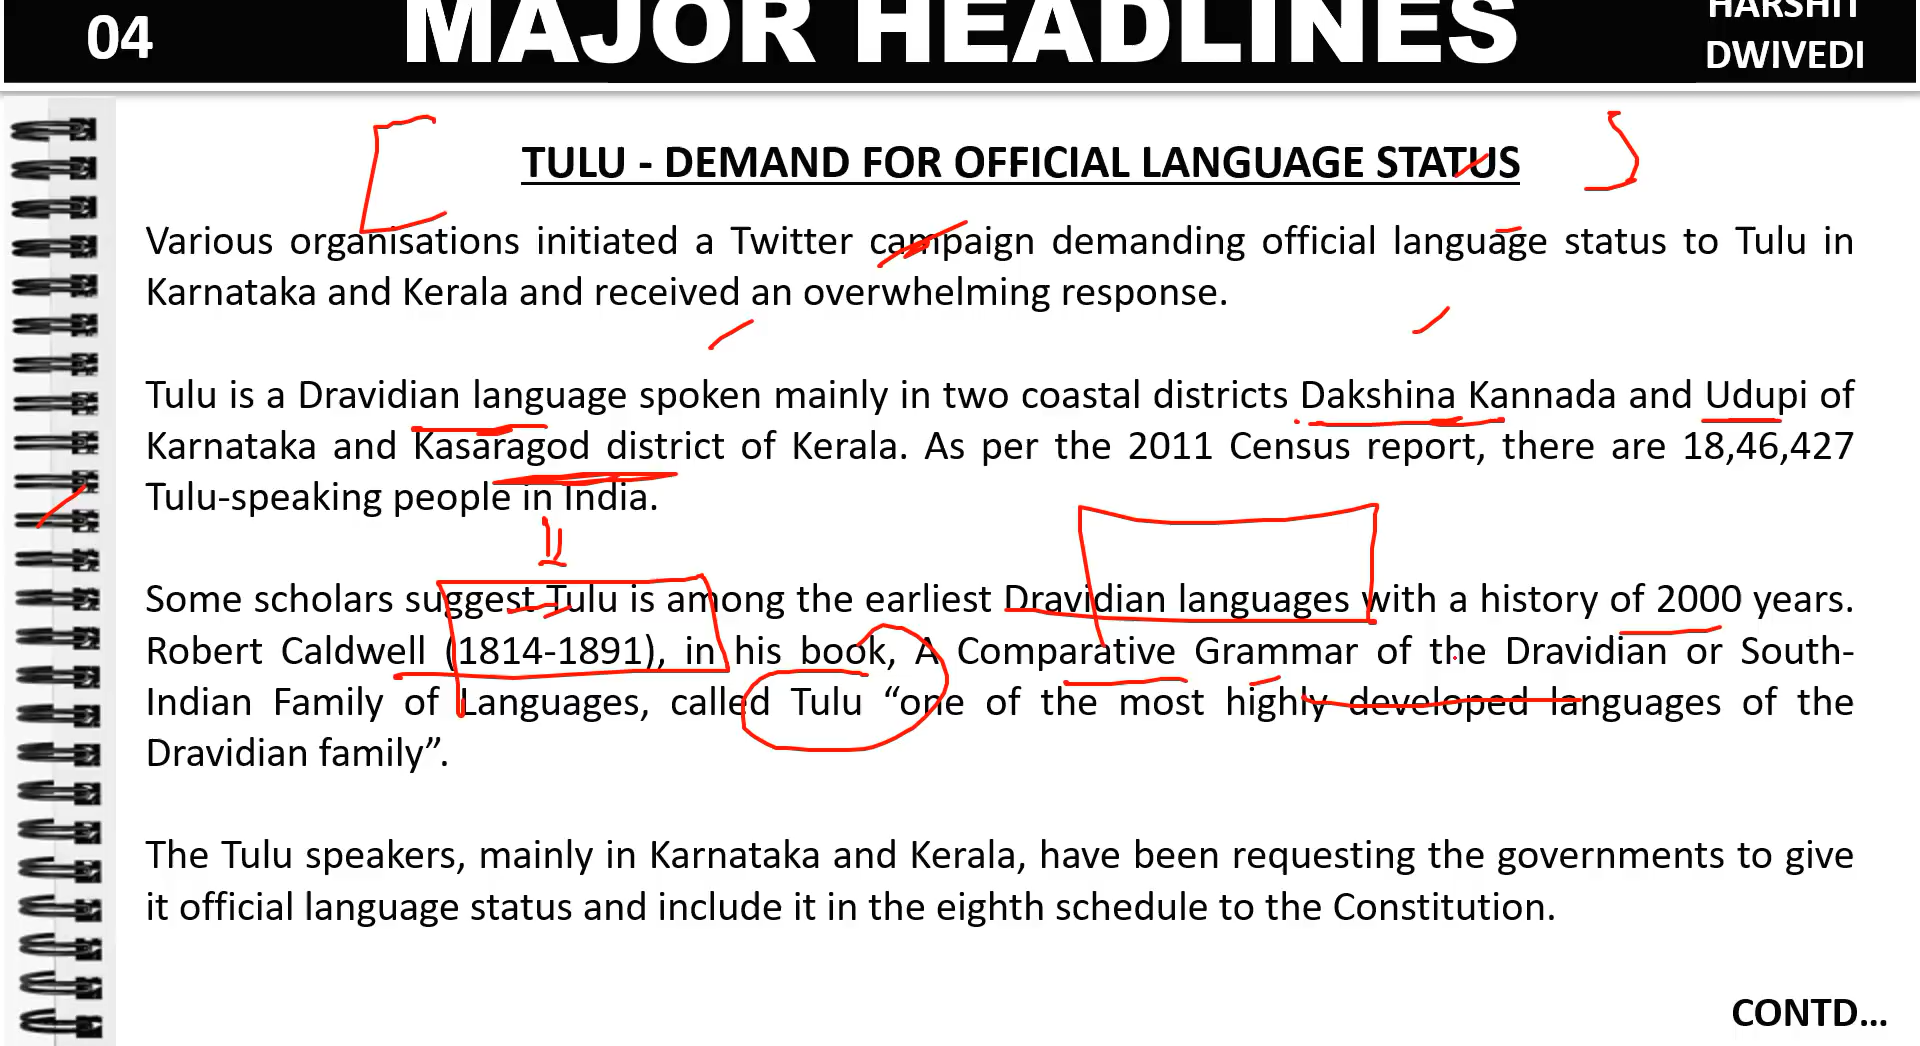 04
MAJOR HEADLINES
HARSHIT
DWIVEDI
TULU - DEMAND FOR OFFICIAL LANGUAGE STATUS
Various organisations initiated a Twitter campaign demanding official language status to Tulu in
Karnataka and Kerala and received an overwhelming response.
Tulu is a Dravidian language spoken mainly in two coastal districts Dakshina Kannada and Udupi of
Karnataka and Kasaragod district of Kerala. As per the 2011 Census report, there are 18,46,427
Tulu-speaking people in India.
Some scholars suggest Tulu is among the earliest Dravidian languages with a history of 2000 years.
Robert Caldwell (1814-1891), in his book, A Comparative Grammar of the Dravidian or South-
Indian Family of Languages, called Tulu “one of the most highly developed languages of the
Dravidian family”.
The Tulu speakers, mainly in Karnataka and Kerala, have been requesting the governments to give
it official language status and include it in the eighth schedule to the Constitution.
CONTD...